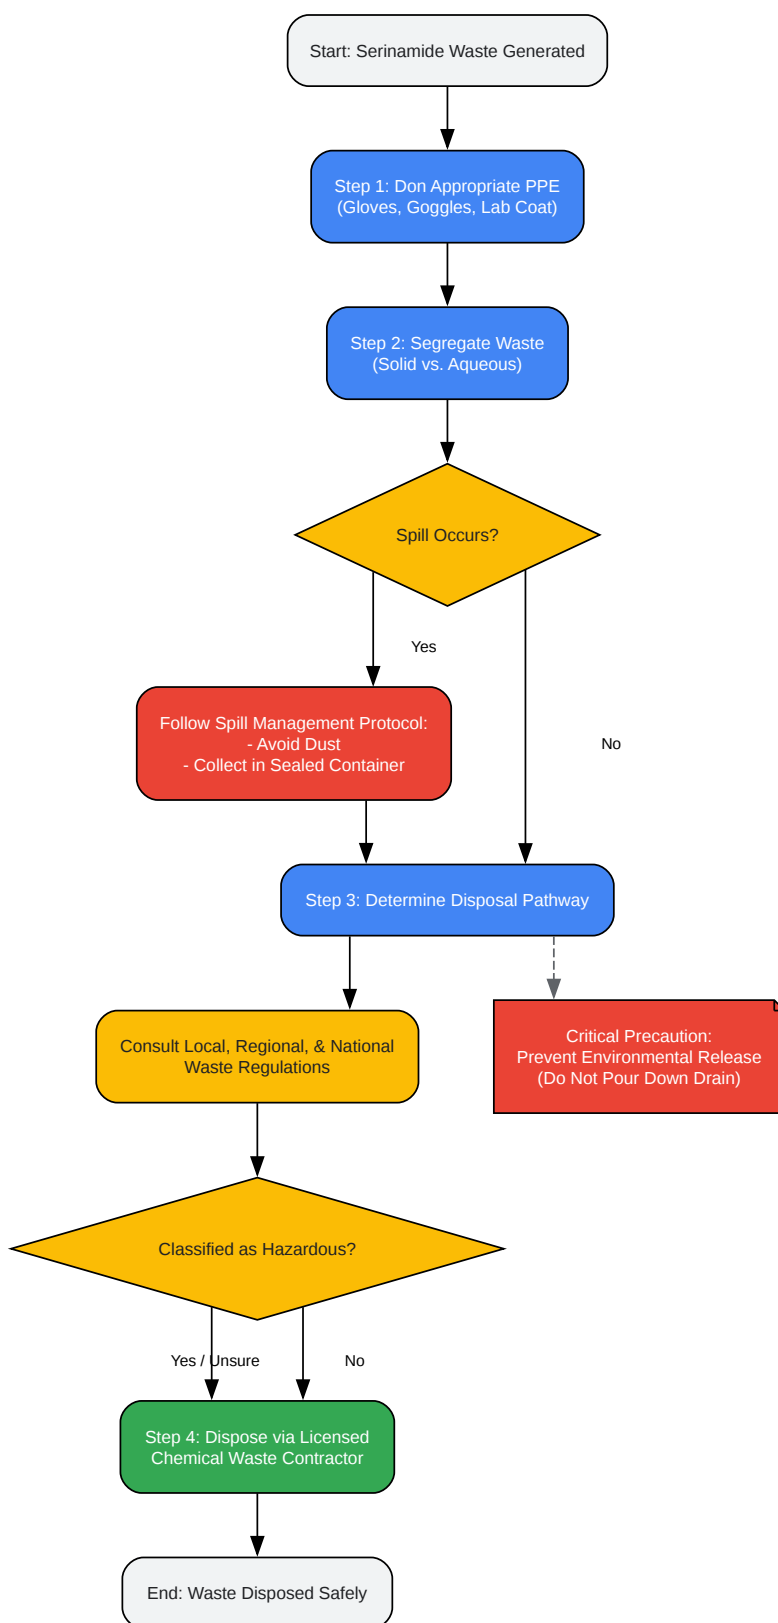 Start: Serinamide Waste Generated
Step 1: Don Appropriate PPE
(Gloves, Goggles, Lab Coat)
Step 2: Segregate Waste
(Solid vs. Aqueous)
Spill Occurs?
Yes
Follow Spill Management Protocol:
- Avoid Dust
- Collect in Sealed Container
No
Step 3: Determine Disposal Pathway
Consult Local, Regional, & National
Waste Regulations
Critical Precaution:
Prevent Environmental Release
(Do Not Pour Down Drain)
Classified as Hazardous?
Yes / Unsure
No
Step 4: Dispose via Licensed
Chemical Waste Contractor
End: Waste Disposed Safely